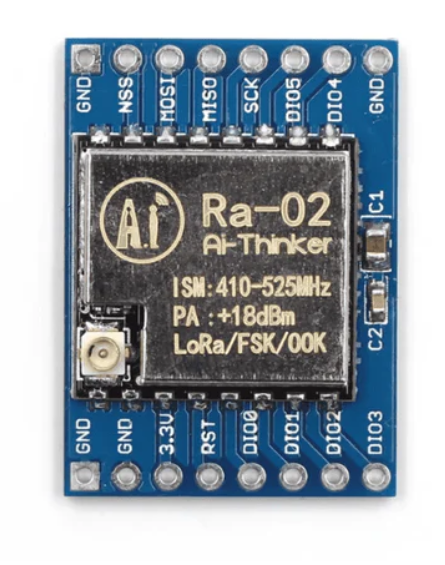 GND NSS MOSI MISO SCK DIO5 DIO4 GND
Ai
Ra-02
Ai-Thinker
ISM:410-525MHz
PA :+18dBm
LoRa/FSK/OOK
C1
C2
GND GND 3.3V RST DIO0 DIO1 DIO2 DIO3